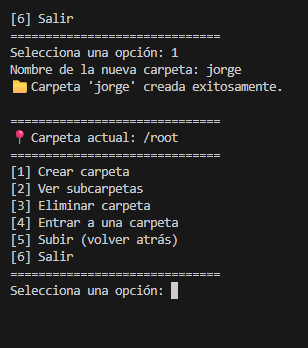 [6] Salir
==============================
Selecciona una opción: 1
Nombre de la nueva carpeta: jorge
📁 Carpeta 'jorge' creada exitosamente.
==============================
📍 Carpeta actual: /root
==============================
[1] Crear carpeta
[2] Ver subcarpetas
[3] Eliminar carpeta
[4] Entrar a una carpeta
[5] Subir (volver atrás)
[6] Salir
==============================
Selecciona una opción: